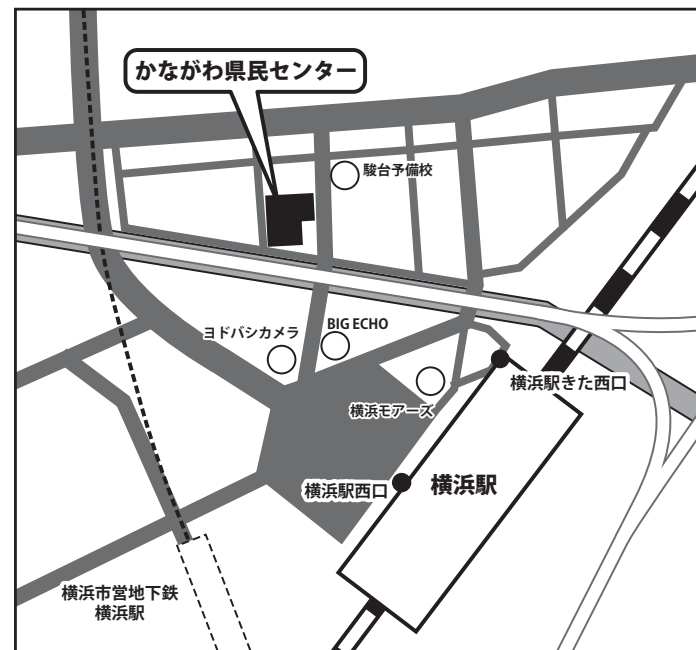 かながわ県民センター
駿台予備校
ヨドバシカメラ
BIG ECHO
横浜モアーズ
横浜駅きた西口
横浜駅西口
横浜駅
横浜市営地下鉄
横浜駅